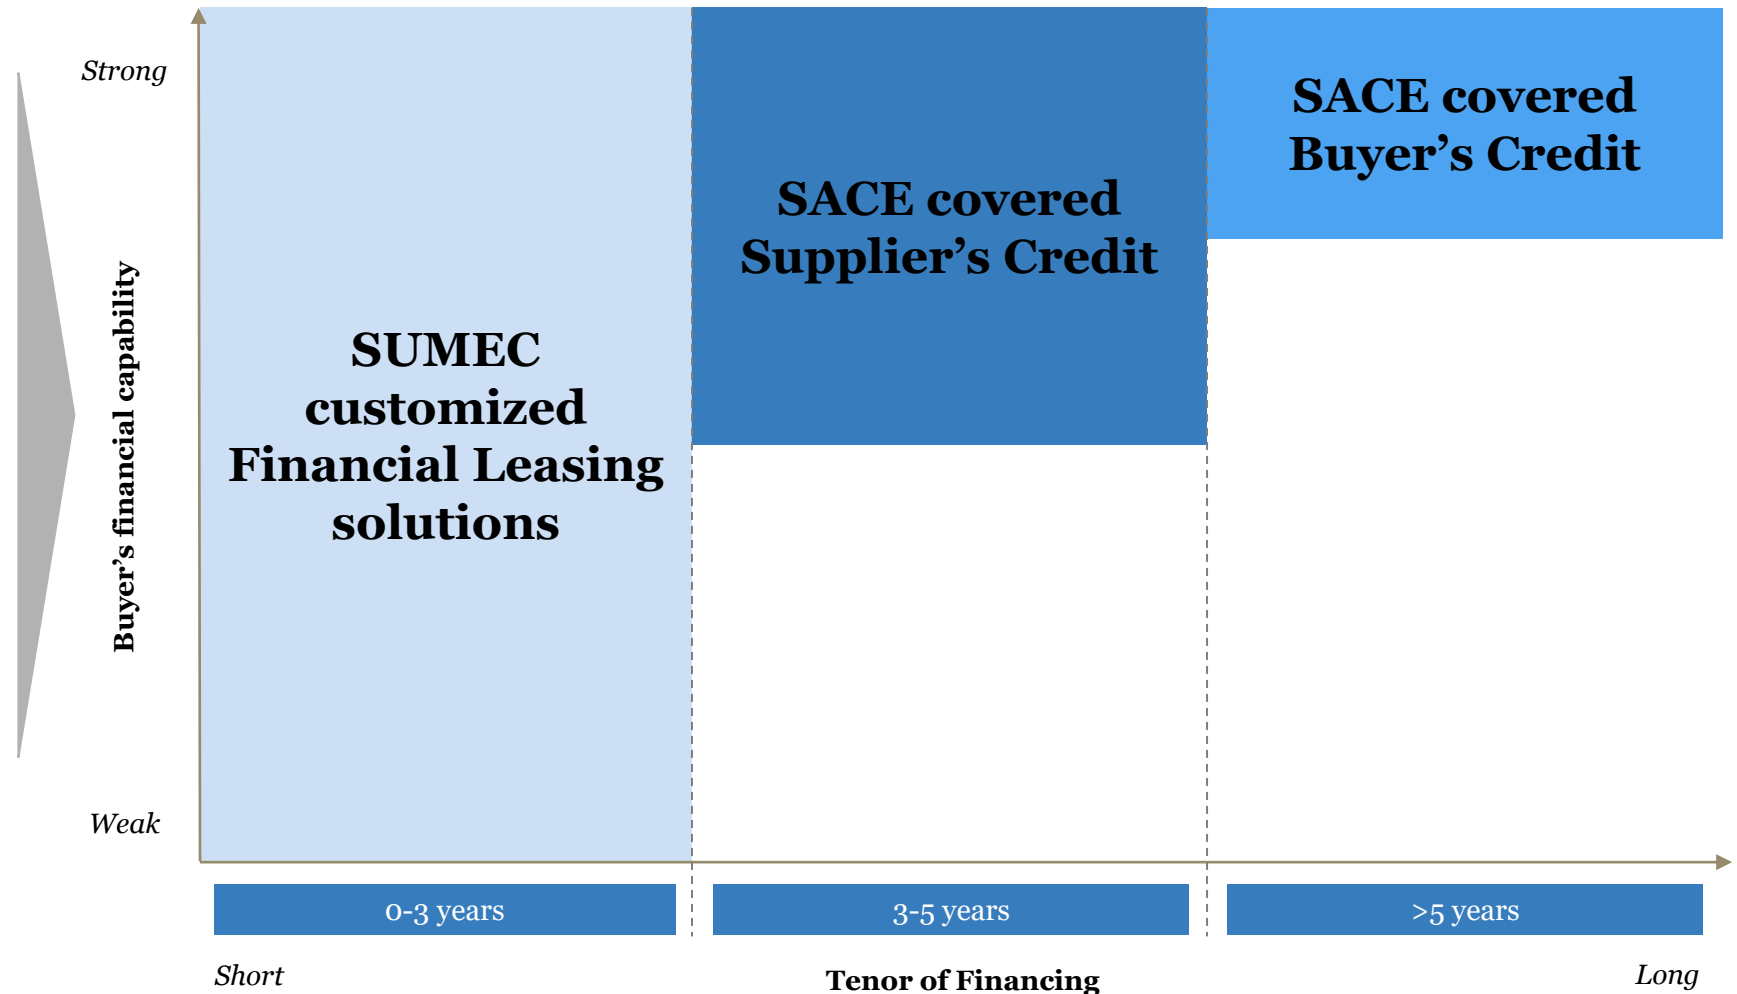 Strong
Buyer’s financial capability
Weak
SUMEC
customized
Financial Leasing
solutions
SACE covered
Supplier’s Credit
SACE covered
Buyer’s Credit
0-3 years
3-5 years
>5 years
Short
Tenor of Financing
Long